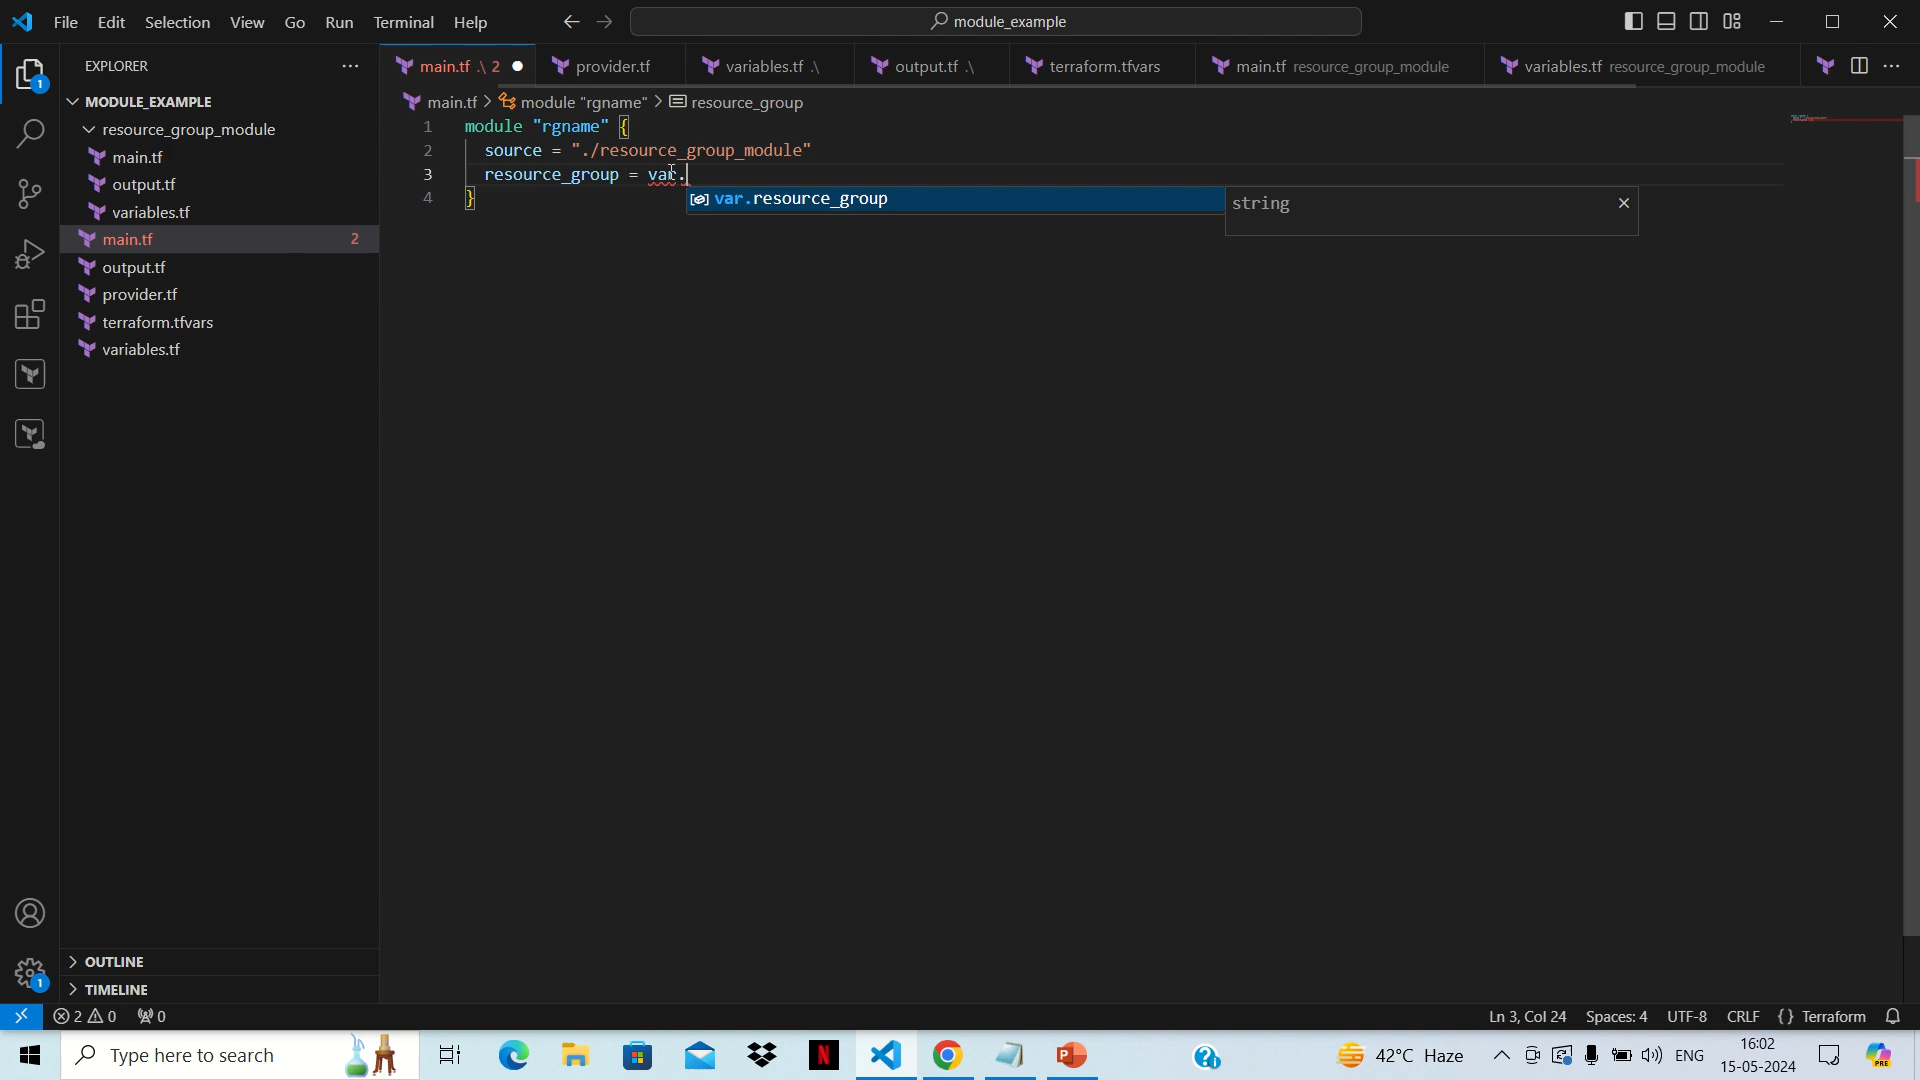 File Edit Selection View Go Run Terminal Help
module_example
EXPLORER
main.tf .\ 2
provider.tf
variables.tf .\
output.tf .\
terraform.tfvars
main.tf resource_group_module
variables.tf resource_group_module
1
MODULE_EXAMPLE
main.tf > module "rgname" > resource_group
resource_group_module
main.tf
output.tf
variables.tf
main.tf 2
output.tf
provider.tf
terraform.tfvars
variables.tf
1 module "rgname" {
2 source = "./resource_group_module"
3 resource_group = var.
4 }
var.resource_group
string
OUTLINE
1
TIMELINE
2 0 0
Ln 3, Col 24 Spaces: 4 UTF-8 CRLF {} Terraform
Type here to search
42°C Haze
ENG
16:02
15-05-2024
PRE